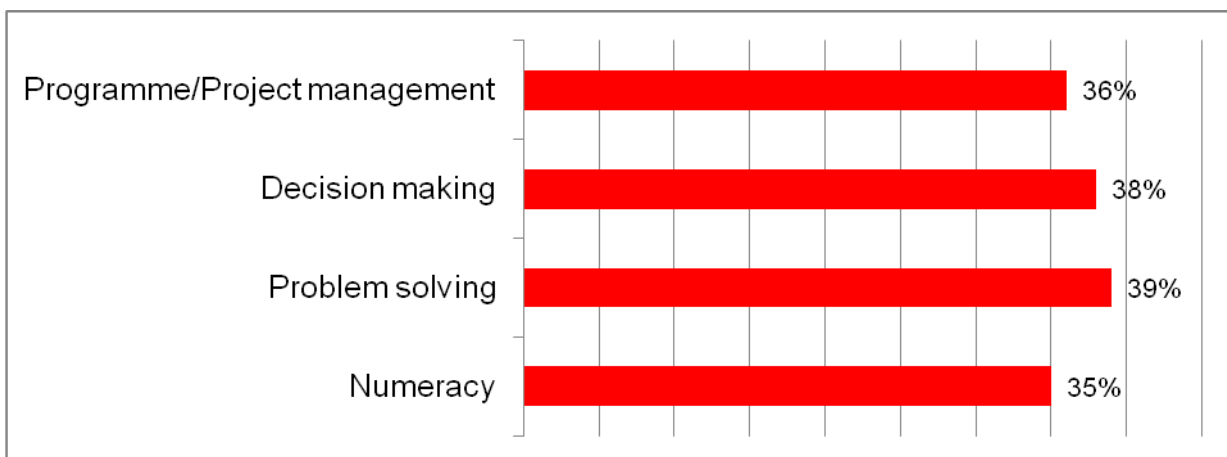 Programme/Project management 36%
Decision making 38%
Problem solving 39%
Numeracy 35%